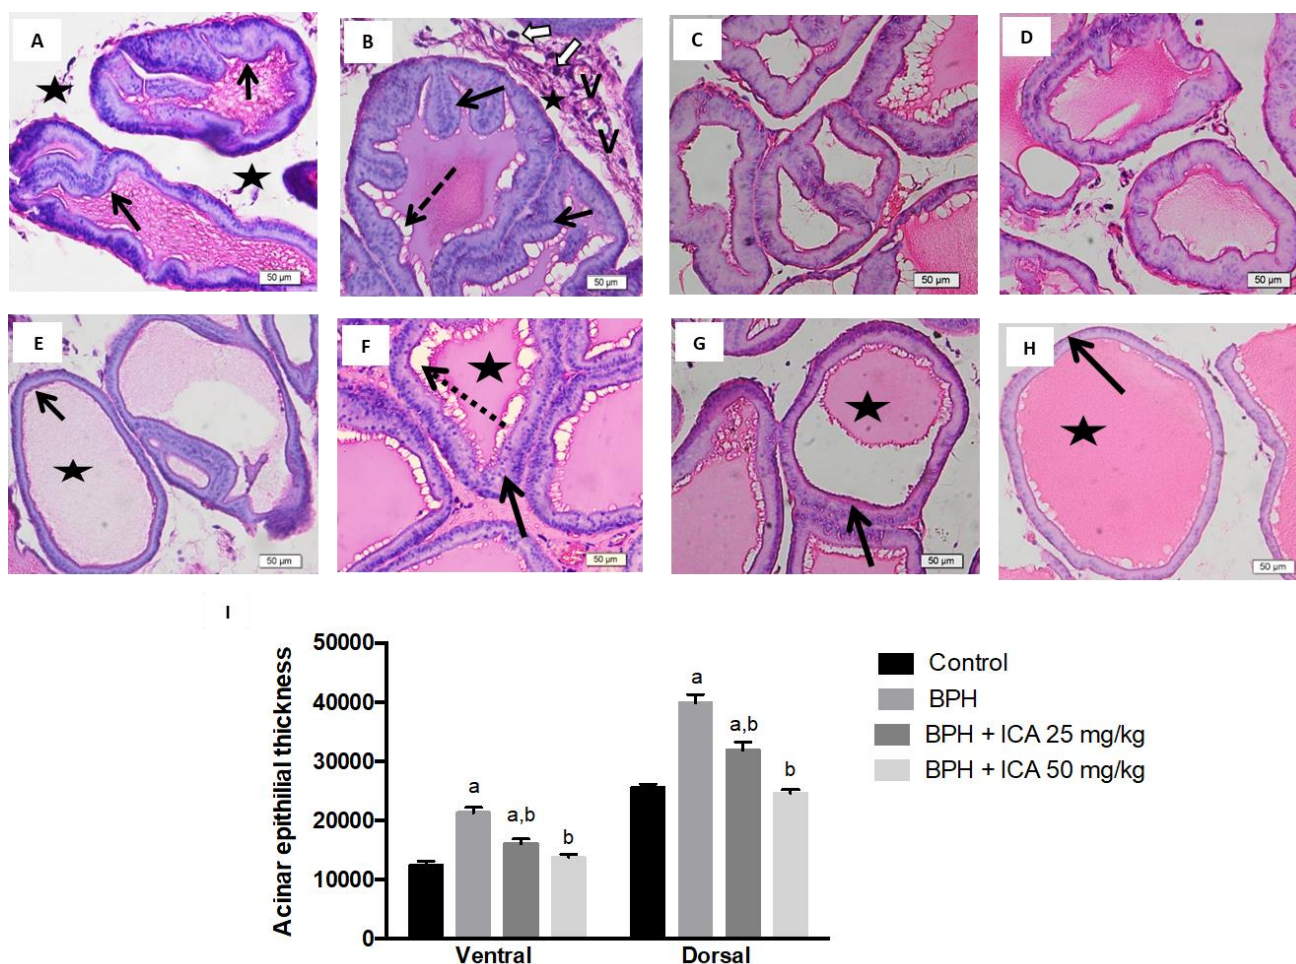 A
B
C
D
V
V
50 µm
50 µm
50 µm
50 µm
E
F
G
H
50 µm
50 µm
50 µm
50 µm
I
Acinar epithilial thickness
50000
40000
30000
20000
10000
0
a
a,b
b
a
a,b
b
Ventral
Dorsal
Control
BPH
BPH + ICA 25 mg/kg
BPH + ICA 50 mg/kg